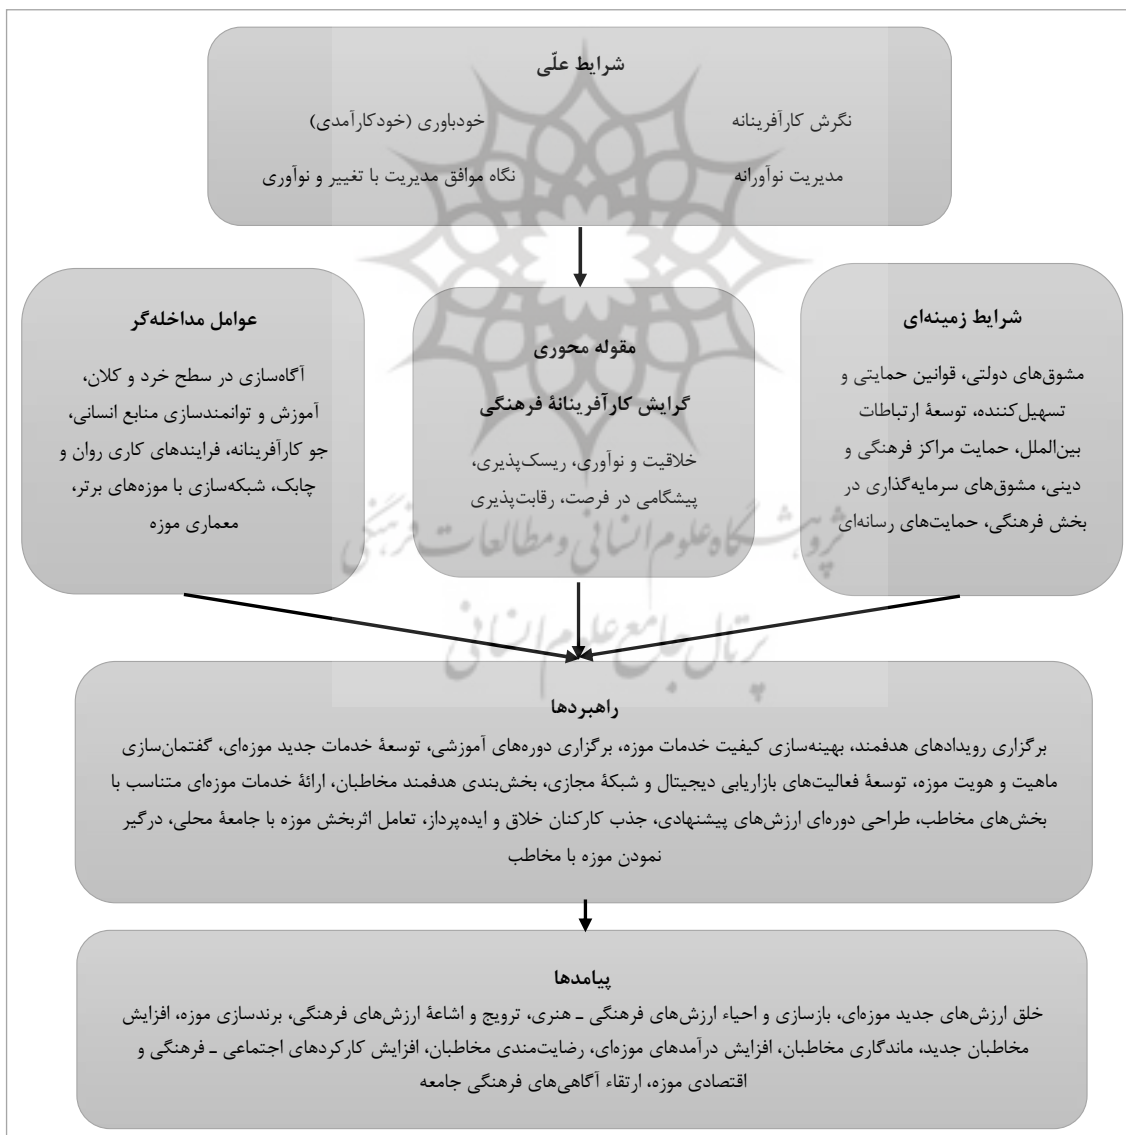 شرایط علّی
نگرش کارآفرینانه
خودباوری (خودکارآمدی)
مدیریت نوآورانه
نگاه موافق مدیریت با تغییر و نوآوری
شرایط زمینه‌ای
مشوق‌های دولتی، قوانین حمایتی و
تسهیل‌کننده، توسعهٔ ارتباطات
بین‌الملل، حمایت مراکز فرهنگی و
دینی، مشوق‌های سرمایه‌گذاری در
بخش فرهنگی، حمایت‌های رسانه‌ای
مقوله محوری
گرایش کارآفرینانهٔ فرهنگی
خلاقیت و نوآوری، ریسک‌پذیری،
پیشگامی در فرصت، رقابت‌پذیری
عوامل مداخله‌گر
آگاه‌سازی در سطح خرد و کلان،
آموزش و توانمندسازی منابع انسانی،
جو کارآفرینانه، فرایندهای کاری روان و
چابک، شبکه‌سازی با موزه‌های برتر،
معماری موزه
پژوهشگاه علوم انسانی و مطالعات فرهنگی
پرتال جامع علوم انسانی
راهبردها
برگزاری رویدادهای هدفمند، بهینه‌سازی کیفیت خدمات موزه، برگزاری دوره‌های آموزشی، توسعهٔ خدمات جدید موزه‌ای، گفتمان‌سازی
ماهیت و هویت موزه، توسعهٔ فعالیت‌های بازاریابی دیجیتال و شبکهٔ مجازی، بخش‌بندی هدفمند مخاطبان، ارائهٔ خدمات موزه‌ای متناسب با
بخش‌های مخاطب، طراحی دوره‌ای ارزش‌های پیشنهادی، جذب کارکنان خلاق و ایده‌پرداز، تعامل اثربخش موزه با جامعهٔ محلی، درگیر
نمودن موزه با مخاطب
پیامدها
خلق ارزش‌های جدید موزه‌ای، بازسازی و احیاء ارزش‌های فرهنگی ـ هنری، ترویج و اشاعهٔ ارزش‌های فرهنگی، برندسازی موزه، افزایش
مخاطبان جدید، ماندگاری مخاطبان، افزایش درآمدهای موزه‌ای، رضایت‌مندی مخاطبان، افزایش کارکردهای اجتماعی ـ فرهنگی و
اقتصادی موزه، ارتقاء آگاهی‌های فرهنگی جامعه